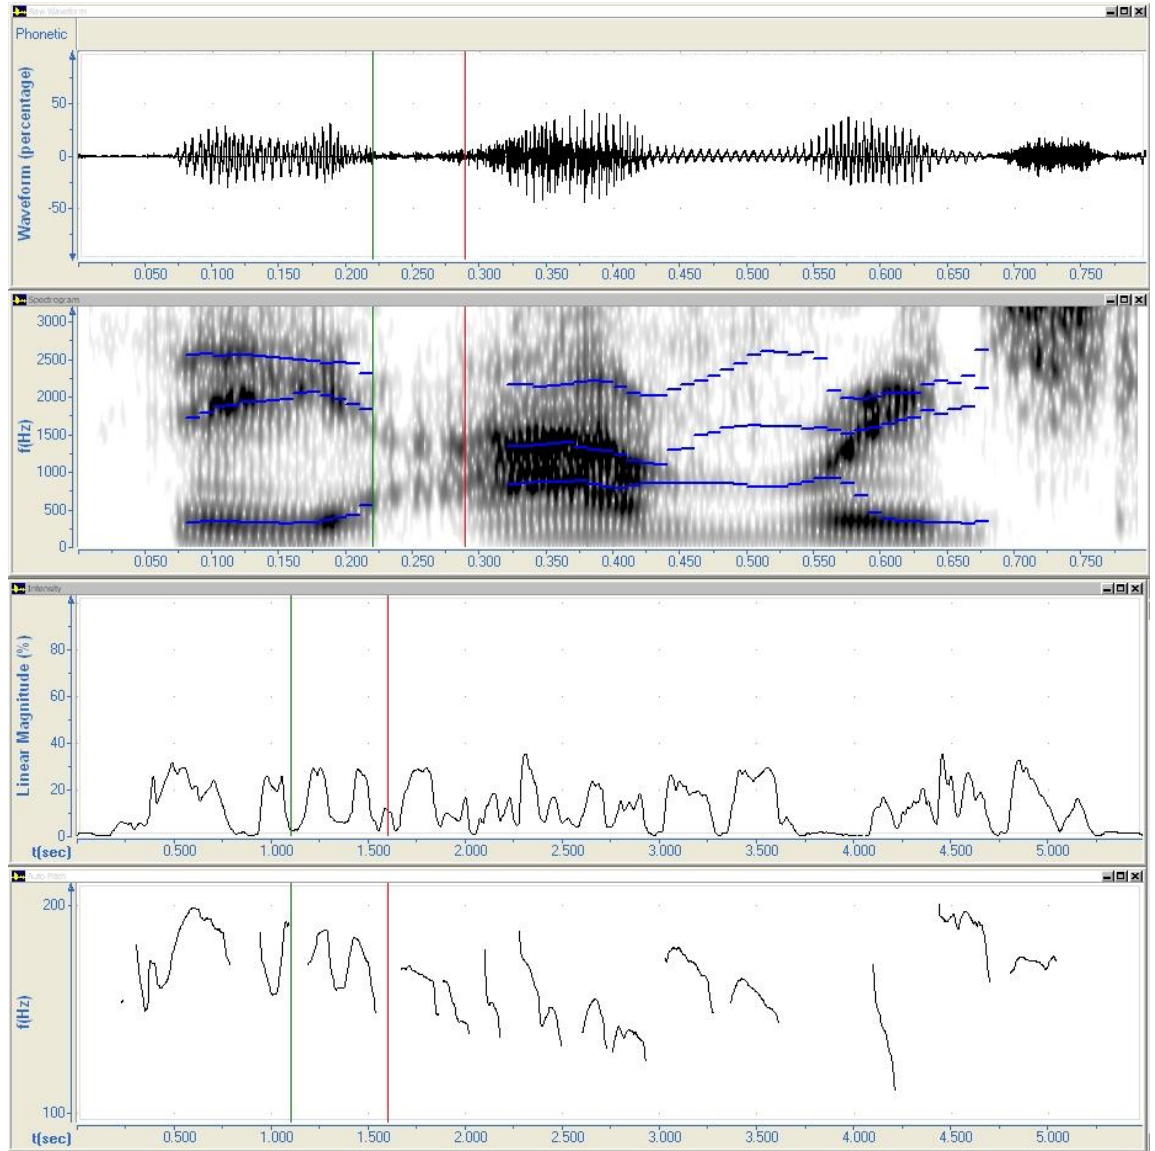 Raw Waveform
Phonetic
Waveform (percentage)
50
0
-50
0.050 0.100 0.150 0.200 0.250 0.300 0.350 0.400 0.450 0.500 0.550 0.600 0.650 0.700 0.750
Spectrogram
f(Hz)
3000
2500
2000
1500
1000
500
0
0.050 0.100 0.150 0.200 0.250 0.300 0.350 0.400 0.450 0.500 0.550 0.600 0.650 0.700 0.750
Intensity
Linear Magnitude (%)
80
60
40
20
0
t(sec) 0.500 1.000 1.500 2.000 2.500 3.000 3.500 4.000 4.500 5.000
Auto Pitch
f(Hz)
200
100
t(sec) 0.500 1.000 1.500 2.000 2.500 3.000 3.500 4.000 4.500 5.000